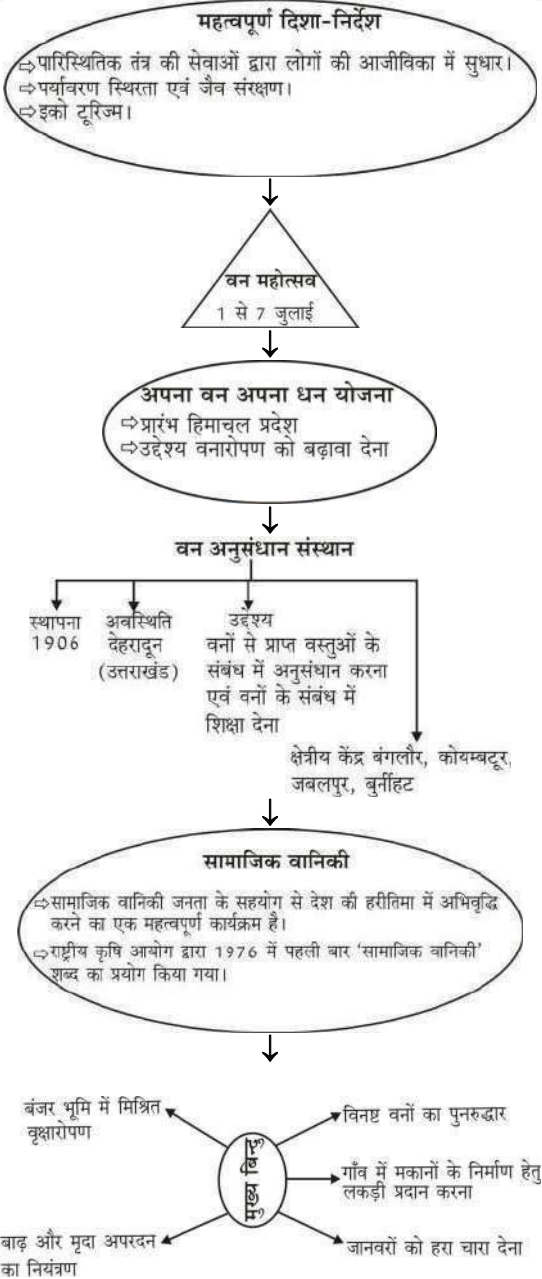 महत्वपूर्ण दिशा-निर्देश
⇨पारिस्थितिक तंत्र की सेवाओं द्वारा लोगों की आजीविका में सुधार।
⇨पर्यावरण स्थिरता एवं जैव संरक्षण।
⇨इको टूरिज्म।
वन महोत्सव
1 से 7 जुलाई
अपना वन अपना धन योजना
⇨प्रारंभ हिमाचल प्रदेश
⇨उद्देश्य वनारोपण को बढ़ावा देना
वन अनुसंधान संस्थान
स्थापना
1906
अवस्थिति
देहरादून
(उत्तराखंड)
उद्देश्य
वनों से प्राप्त वस्तुओं के
संबंध में अनुसंधान करना
एवं वनों के संबंध में
शिक्षा देना
क्षेत्रीय केंद्र बंगलौर, कोयम्बटूर,
जबलपुर, बुर्नीहट
सामाजिक वानिकी
⇨सामाजिक वानिकी जनता के सहयोग से देश की हरीतिमा में अभिवृद्धि
करने का एक महत्वपूर्ण कार्यक्रम है।
⇨राष्ट्रीय कृषि आयोग द्वारा 1976 में पहली बार ‘सामाजिक वानिकी’
शब्द का प्रयोग किया गया।
बंजर भूमि में मिश्रित
वृक्षारोपण
विनष्ट वनों का पुनरुद्धार
मुख्य बिन्दु
गाँव में मकानों के निर्माण हेतु
लकड़ी प्रदान करना
बाढ़ और मृदा अपरदन
का नियंत्रण
जानवरों को हरा चारा देना